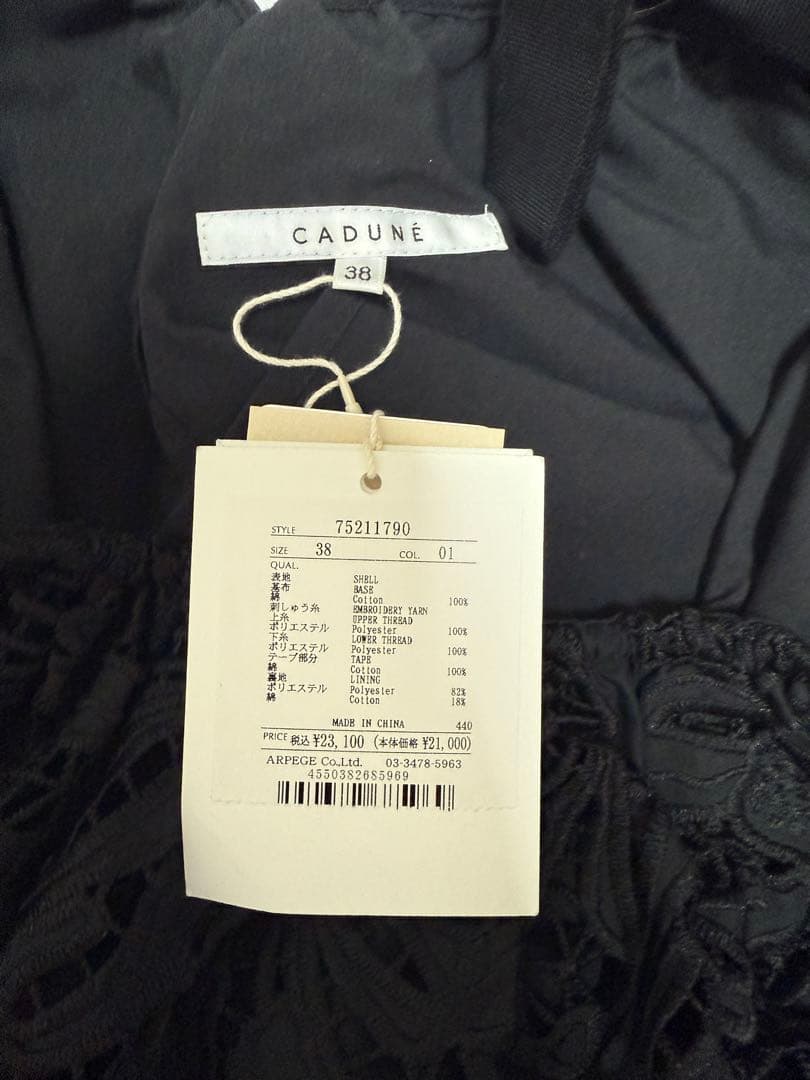 CADUNÉ
38
STYLE 75211790
SIZE 38 COL. 01
QUAL.
表地 SHELL
基布 BASE
綿 Cotton 100%
刺しゅう糸 EMBROIDERY YARN
上糸 UPPER THREAD
ポリエステル Polyester 100%
下糸 LOWER THREAD
ポリエステル Polyester 100%
テープ部分 TAPE
綿 Cotton 100%
裏地 LINING
ポリエステル Polyester 82%
綿 Cotton 18%
MADE IN CHINA 440
PRICE 税込 ¥23,100 (本体価格 ¥21,000)
ARPEGE Co.,Ltd. 03-3478-5963
4550382685969